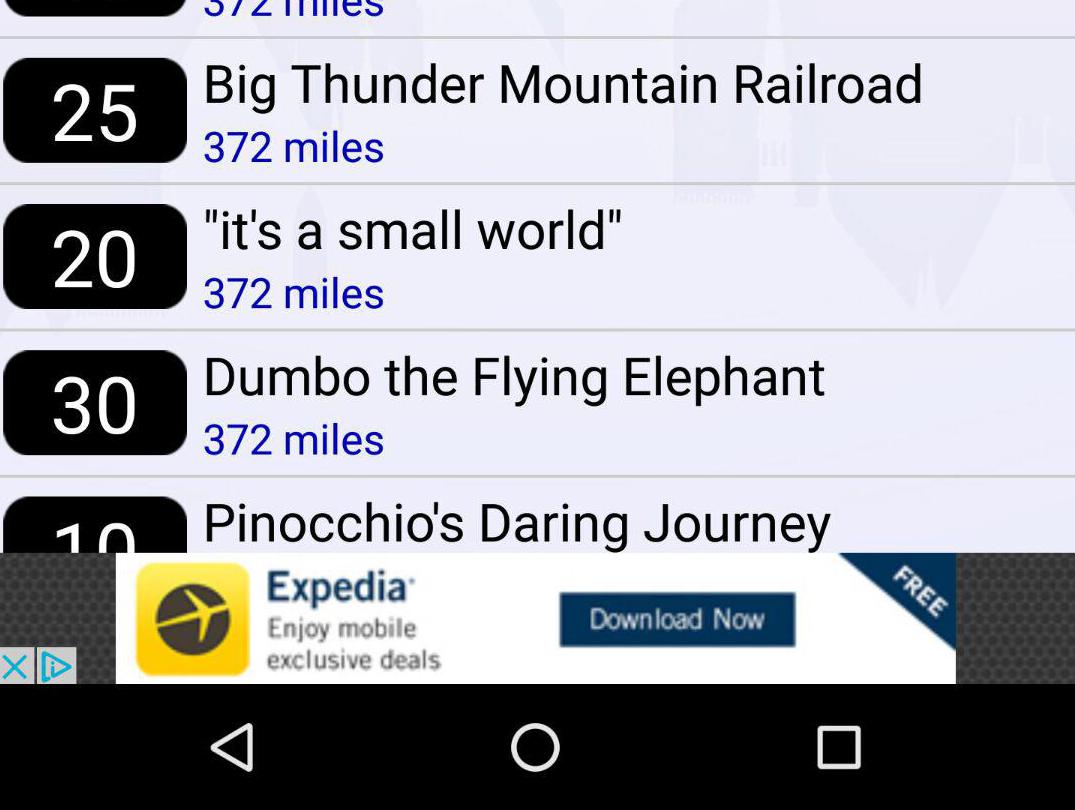 372 miles
25
Big Thunder Mountain Railroad
372 miles
20
"it's a small world"
372 miles
30
Dumbo the Flying Elephant
372 miles
10
Pinocchio's Daring Journey
Expedia
Enjoy mobile
exclusive deals
Download Now
FREE